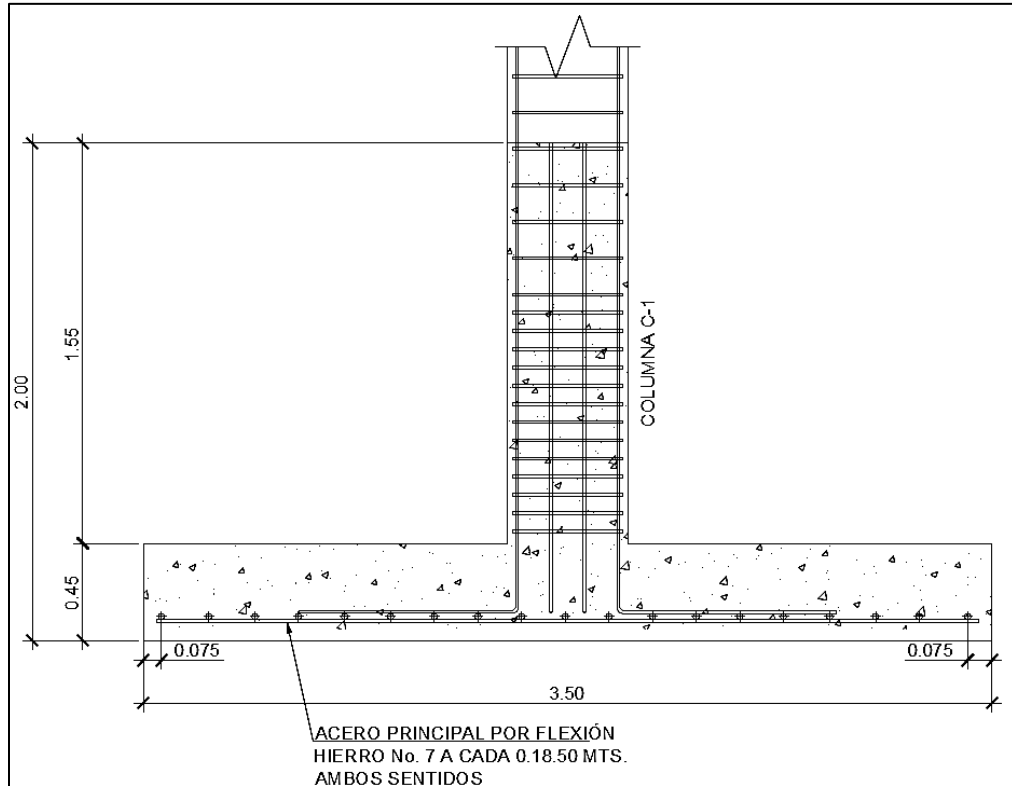 COLUMNA C-1
2.00
1.55
0.45
0.075
0.075
3.50
ACERO PRINCIPAL POR FLEXIÓN
HIERRO No. 7 A CADA 0.18.50 MTS.
AMBOS SENTIDOS